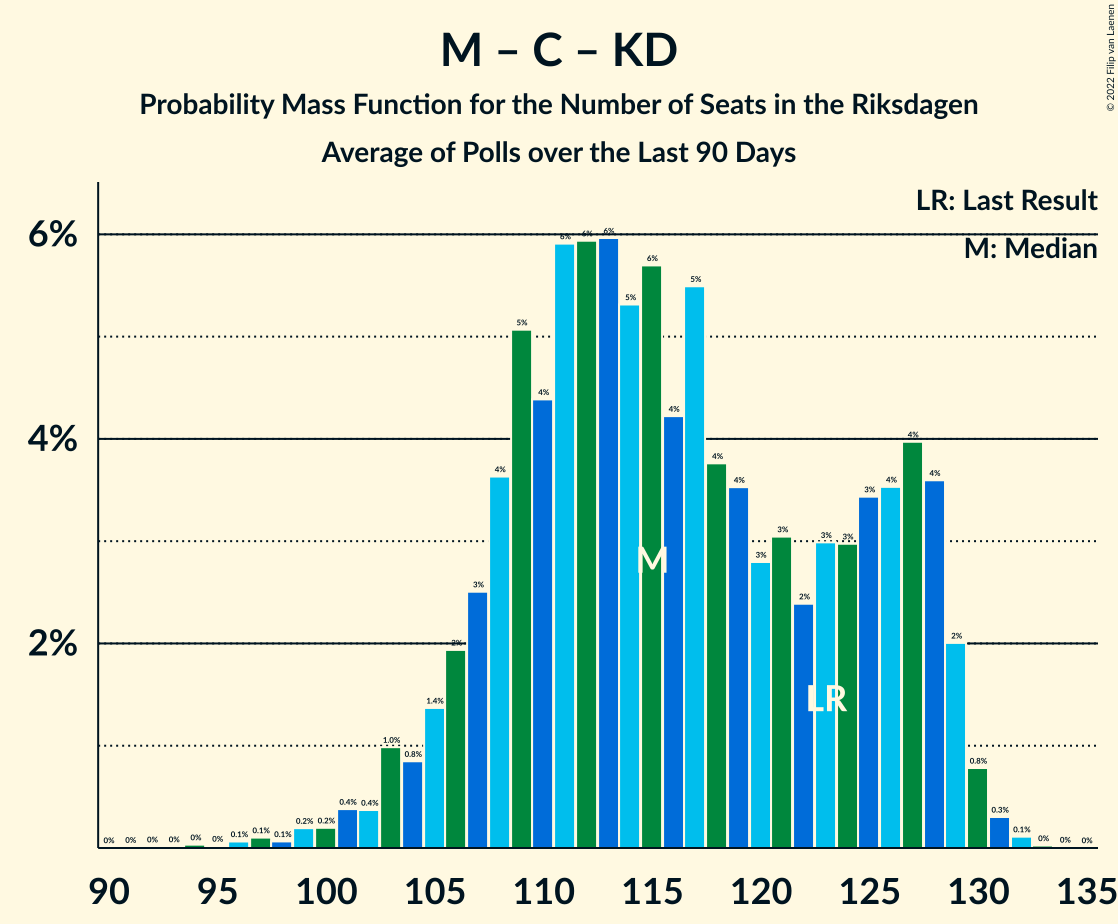 M – C – KD
Probability Mass Function for the Number of Seats in the Riksdagen
Average of Polls over the Last 90 Days
© 2022 Filip van Laenen
LR: Last Result
M: Median
6%
4%
2%
0% 0% 0% 0% 0% 0% 0.1% 0.1% 0.1% 0.2% 0.2% 0.4% 0.4% 1.0% 0.8% 1.4% 2% 3% 4% 5% 4% 6% 6% 6% 5% 6% 4% 5% 4% 4% 3% 3% 2% 3% 3% 3% 4% 4% 4% 2% 0.8% 0.3% 0.1% 0% 0% 0%
M
LR
90 95 100 105 110 115 120 125 130 135